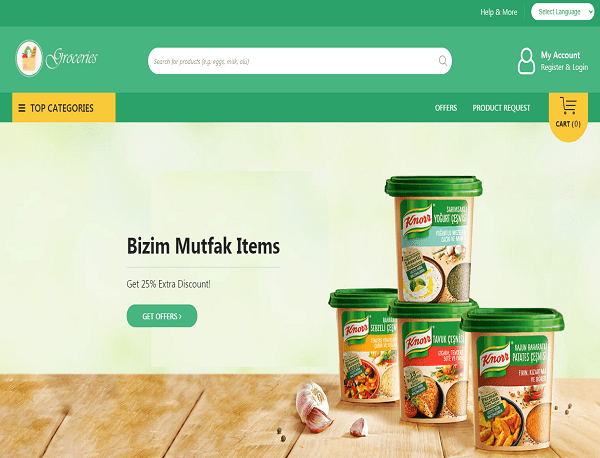 Help & More
Select Language
Groceries
Search for products (e.g. eggs, milk, alu)
My Account
Register & Login
TOP CATEGORIES
OFFERS
PRODUCT REQUEST
CART (0)
Bizim Mutfak Items
Get 25% Extra Discount!
GET OFFERS ›
Knorr
SARIMSAKLI
YOĞURT ÇEŞNİSİ
Knorr
SEBZELİ ÇEŞNİ
Knorr
TAVUK ÇEŞNİSİ
Knorr
PATATES ÇEŞNİSİ